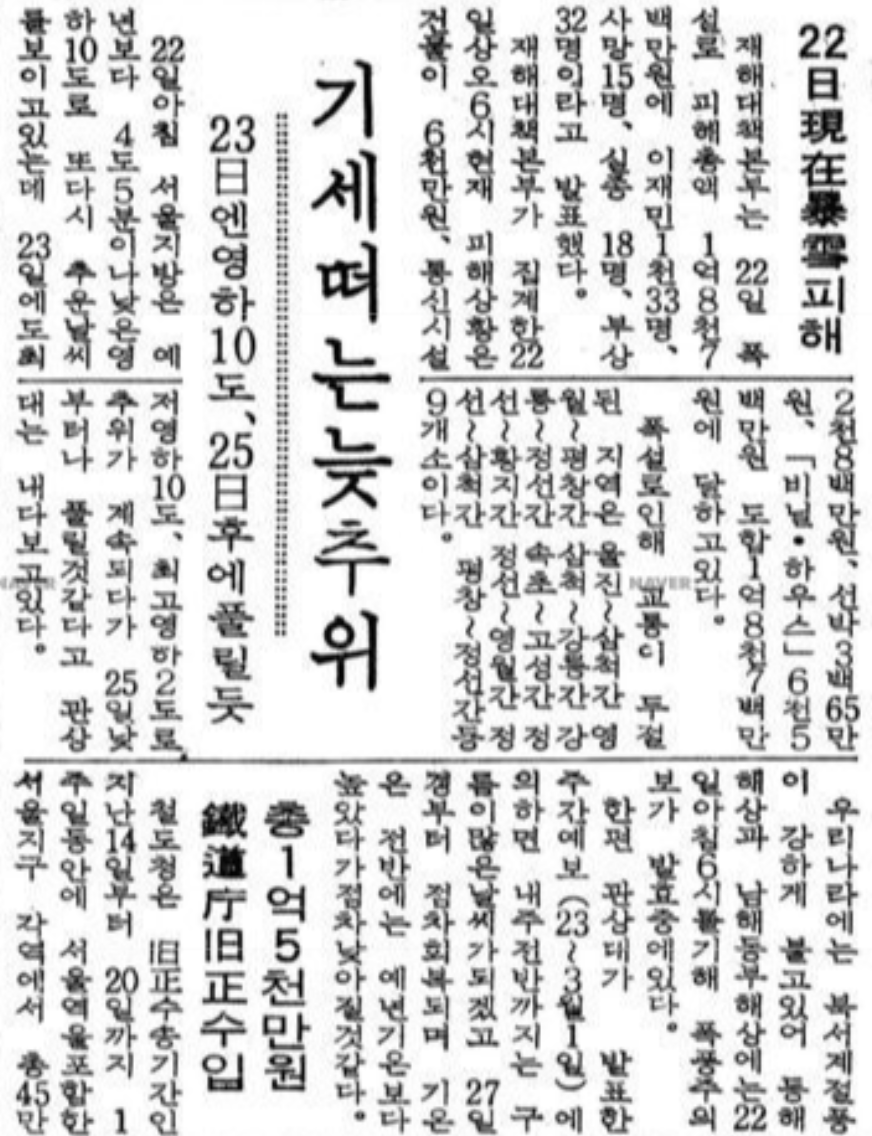 22日現在暴雪피해
재해대책본부는 22일 폭
설로 피해총액 1억8천7
백만원에 이재민1천33명、
사망15명、실종 18명、부상
32명이라고 발표했다。
재해대책본부가 집계한22
일상오6시현재 피해상황은
건물이 6천만원、통신시설
2천8백만원、선박3백65만
원、「비닐•하우스」6천5
백만원 도합1억8천7백만
원에 달하고있다。
폭설로인해 교통이 두절
된 지역은 울진~삼척간 영
월~평창간 삼척~강릉간 강
릉~정선간 속초~고성간 정
선~황지간 정선~영월간 정
선~삼척간 평창~정선간등
9개소이다。
기세떠는늦추위
23日엔영하10도、25日후에풀릴듯
22일아침 서울지방은 예
년보다 4도5분이나낮은영
하10도로 또다시 추운날씨
를보이고있는데 23일에도최
저영하10도、최고영하2도로
추위가 계속되다가 25일낮
부터나 풀릴것같다고 관상
대는 내다보고있다。
우리나라에는 북서계절풍
이 강하게 불고있어 동해
해상과 남해동부해상에는22
일아침6시를기해 폭풍주의
보가 발효중에있다。
한편 관상대가 발표한
주간예보(23~3월1일)에
의하면 내주전반까지는 구
름이많은날씨가되겠고 27일
경부터 점차회복되며 기온
은 전반에는 예년기온보다
높았다가점차낮아질것같다。
총1억5천만원
鐵道庁旧正수입
철도청은 旧正수송기간인
지난14일부터 20일까지 1
주일동안에 서울역을포함한
서울지구 각역에서 총45만
NAVER
NAVER